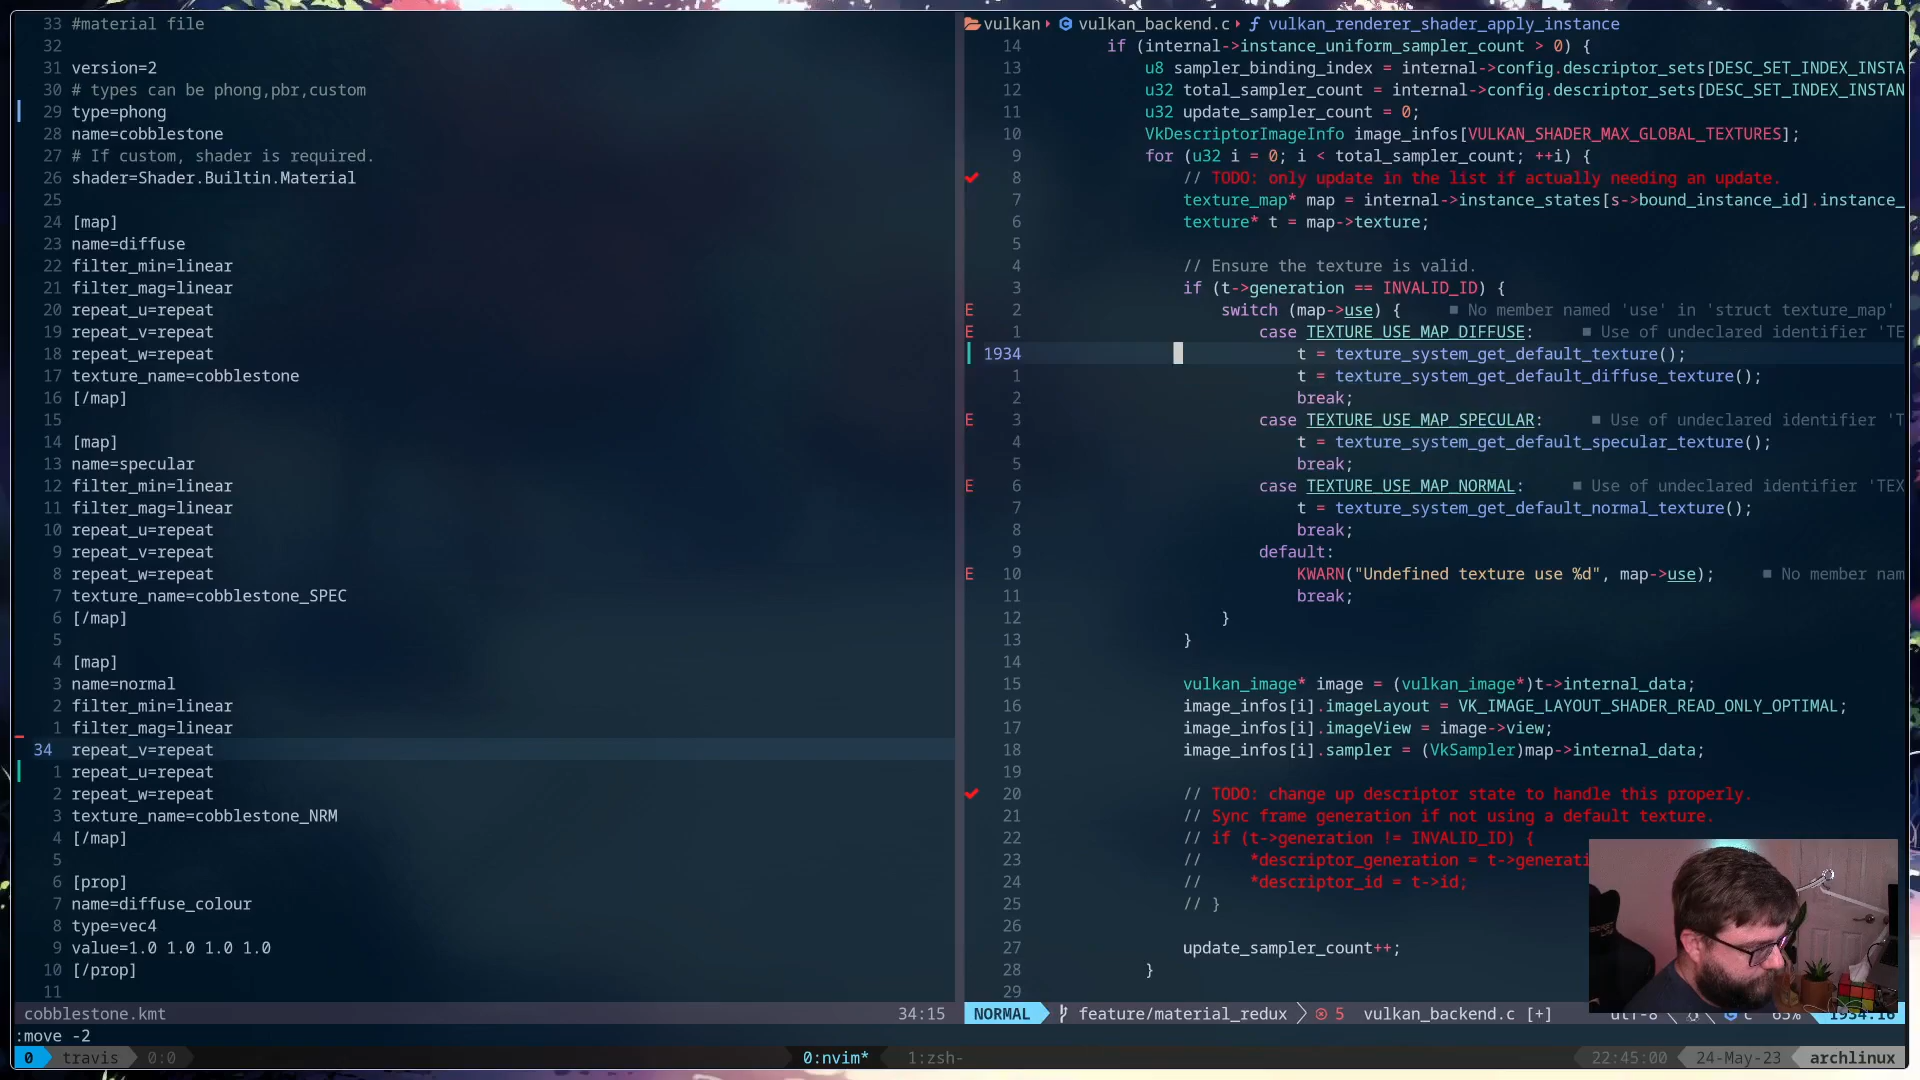 33 #material file
32
31 version=2
30 # types can be phong,pbr,custom
29 type=phong
28 name=cobblestone
27 # If custom, shader is required.
26 shader=Shader.Builtin.Material
25
24 [map]
23 name=diffuse
22 filter_min=linear
21 filter_mag=linear
20 repeat_u=repeat
19 repeat_v=repeat
18 repeat_w=repeat
17 texture_name=cobblestone
16 [/map]
15
14 [map]
13 name=specular
12 filter_min=linear
11 filter_mag=linear
10 repeat_u=repeat
9 repeat_v=repeat
8 repeat_w=repeat
7 texture_name=cobblestone_SPEC
6 [/map]
5
4 [map]
3 name=normal
2 filter_min=linear
1 filter_mag=linear
34 repeat_v=repeat
1 repeat_u=repeat
2 repeat_w=repeat
3 texture_name=cobblestone_NRM
4 [/map]
5
6 [prop]
7 name=diffuse_colour
8 type=vec4
9 value=1.0 1.0 1.0 1.0
10 [/prop]
11
cobblestone.kmt 34:15
vulkan vulkan_backend.c vulkan_renderer_shader_apply_instance
14 if (internal->instance_uniform_sampler_count > 0) {
13 u8 sampler_binding_index = internal->config.descriptor_sets[DESC_SET_INDEX_INSTA
12 u32 total_sampler_count = internal->config.descriptor_sets[DESC_SET_INDEX_INSTAN
11 u32 update_sampler_count = 0;
10 VkDescriptorImageInfo image_infos[VULKAN_SHADER_MAX_GLOBAL_TEXTURES];
9 for (u32 i = 0; i < total_sampler_count; ++i) {
8 // TODO: only update in the list if actually needing an update.
7 texture_map* map = internal->instance_states[s->bound_instance_id].instance_
6 texture* t = map->texture;
5
4 // Ensure the texture is valid.
3 if (t->generation == INVALID_ID) {
E 2 switch (map->use) { ■ No member named 'use' in 'struct texture_map'
E 1 case TEXTURE_USE_MAP_DIFFUSE: ■ Use of undeclared identifier 'TE
1934 t = texture_system_get_default_texture();
1 t = texture_system_get_default_diffuse_texture();
2 break;
E 3 case TEXTURE_USE_MAP_SPECULAR: ■ Use of undeclared identifier 'T
4 t = texture_system_get_default_specular_texture();
5 break;
E 6 case TEXTURE_USE_MAP_NORMAL: ■ Use of undeclared identifier 'TEX
7 t = texture_system_get_default_normal_texture();
8 break;
9 default:
E 10 KWARN("Undefined texture use %d", map->use); ■ No member nam
11 break;
12 }
13 }
14
15 vulkan_image* image = (vulkan_image*)t->internal_data;
16 image_infos[i].imageLayout = VK_IMAGE_LAYOUT_SHADER_READ_ONLY_OPTIMAL;
17 image_infos[i].imageView = image->view;
18 image_infos[i].sampler = (VkSampler)map->internal_data;
19
20 // TODO: change up descriptor state to handle this properly.
21 // Sync frame generation if not using a default texture.
22 // if (t->generation != INVALID_ID) {
23 // *descriptor_generation = t->generati
24 // *descriptor_id = t->id;
25 // }
26
27 update_sampler_count++;
28 }
29
NORMAL feature/material_redux 5 vulkan_backend.c [+]
:move -2
0 travis 0:0 0:nvim* 1:zsh- 22:45:00 24-May-23 archlinux